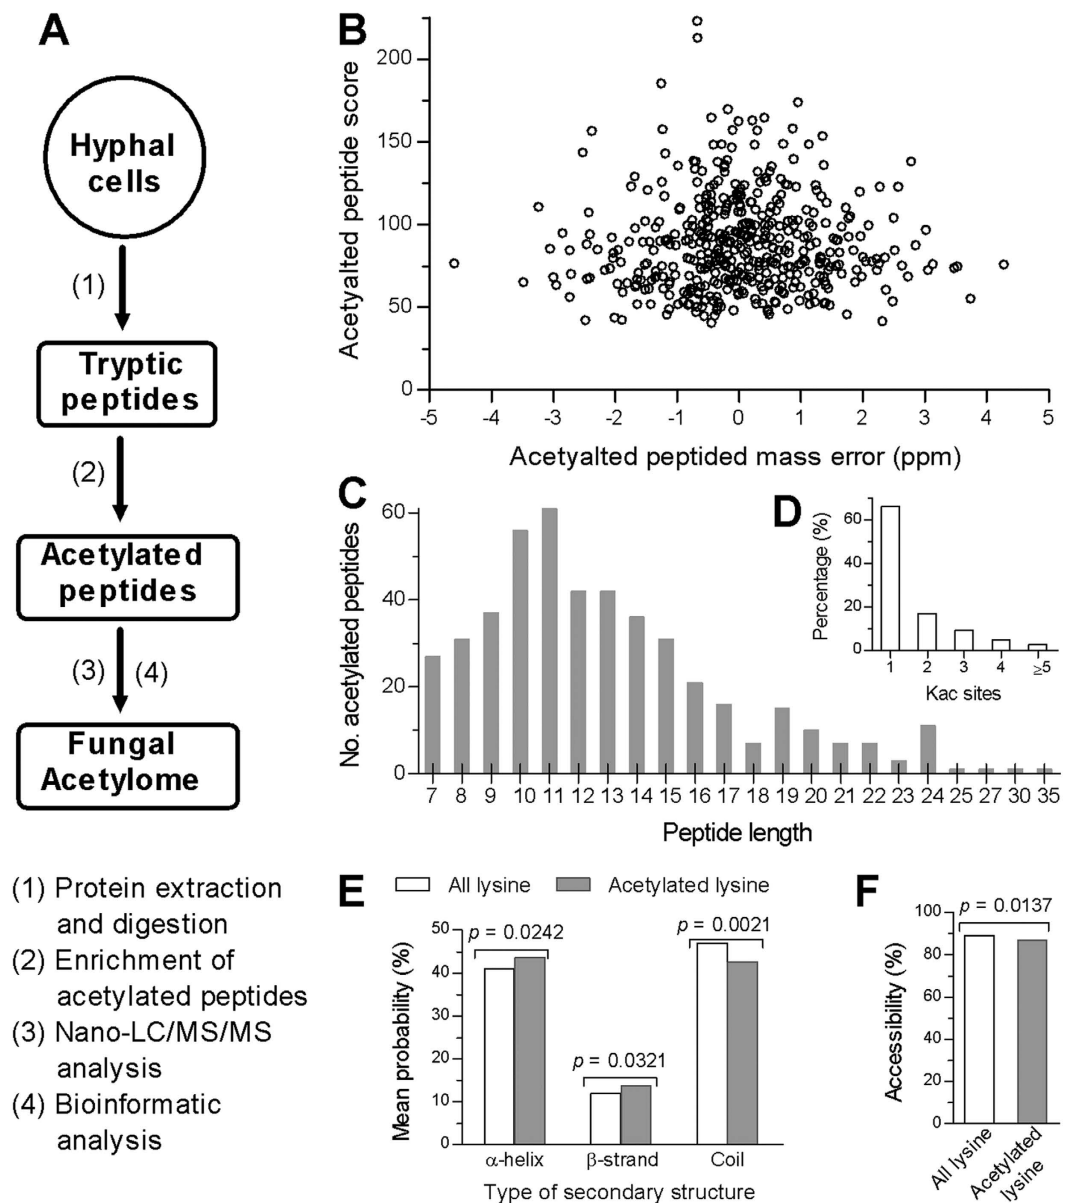 A
Hyphal
cells
(1)
Tryptic
peptides
(2)
Acetylated
peptides
(3) (4)
Fungal
Acetylome
(1) Protein extraction
and digestion
(2) Enrichment of
acetylated peptides
(3) Nano-LC/MS/MS
analysis
(4) Bioinformatic
analysis
B
Acetyalted peptide score
200
150
100
50
0
-5 -4 -3 -2 -1 0 1 2 3 4 5
Acetyalted peptided mass error (ppm)
C
No. acetylated peptides
60
40
20
0
7 8 9 10 11 12 13 14 15 16 17 18 19 20 21 22 23 24 25 27 30 35
Peptide length
D
Percentage (%)
60
40
20
0
1 2 3 4 ≥5
Kac sites
E
All lysine Acetylated lysine
Mean probability (%)
50
40
30
20
10
0
p = 0.0242
p = 0.0321
p = 0.0021
α-helix β-strand Coil
Type of secondary structure
F
Accessibility (%)
100
80
60
40
20
0
p = 0.0137
All lysine
Acetylated
lysine